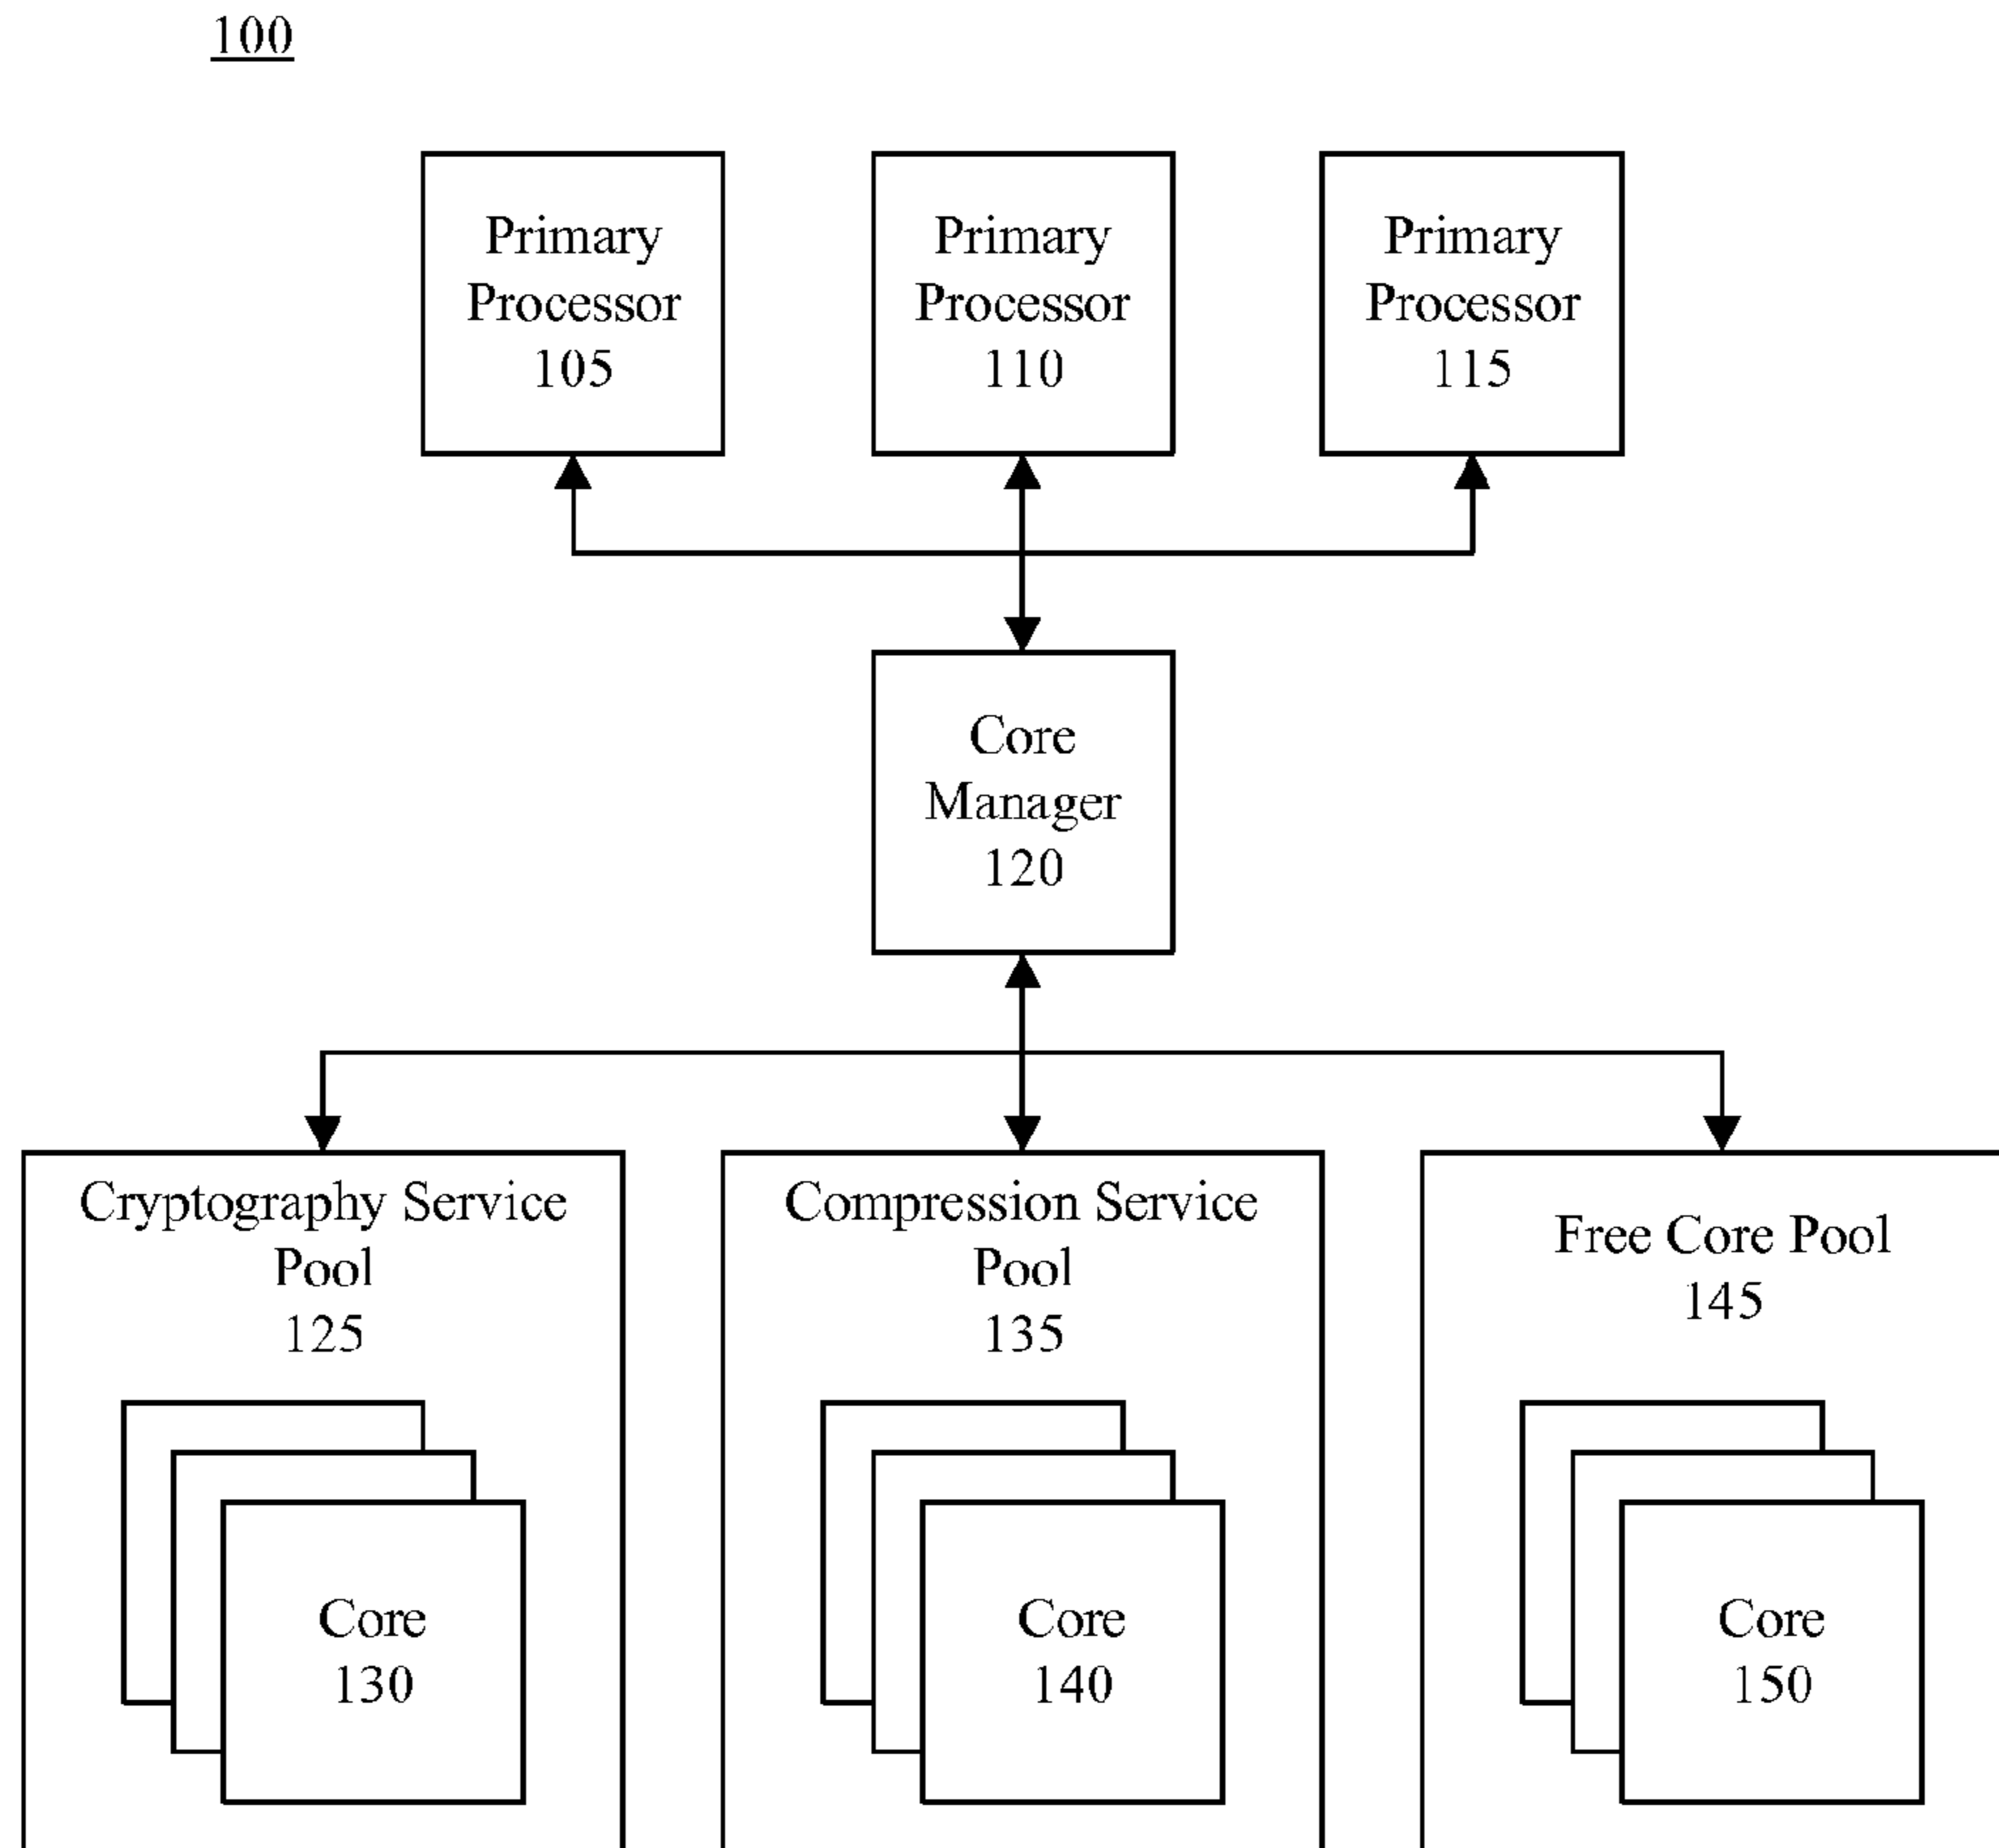 100
Primary
Processor
105
Primary
Processor
110
Primary
Processor
115
Core
Manager
120
Cryptography Service
Pool
125
Core
130
Compression Service
Pool
135
Core
140
Free Core Pool
145
Core
150